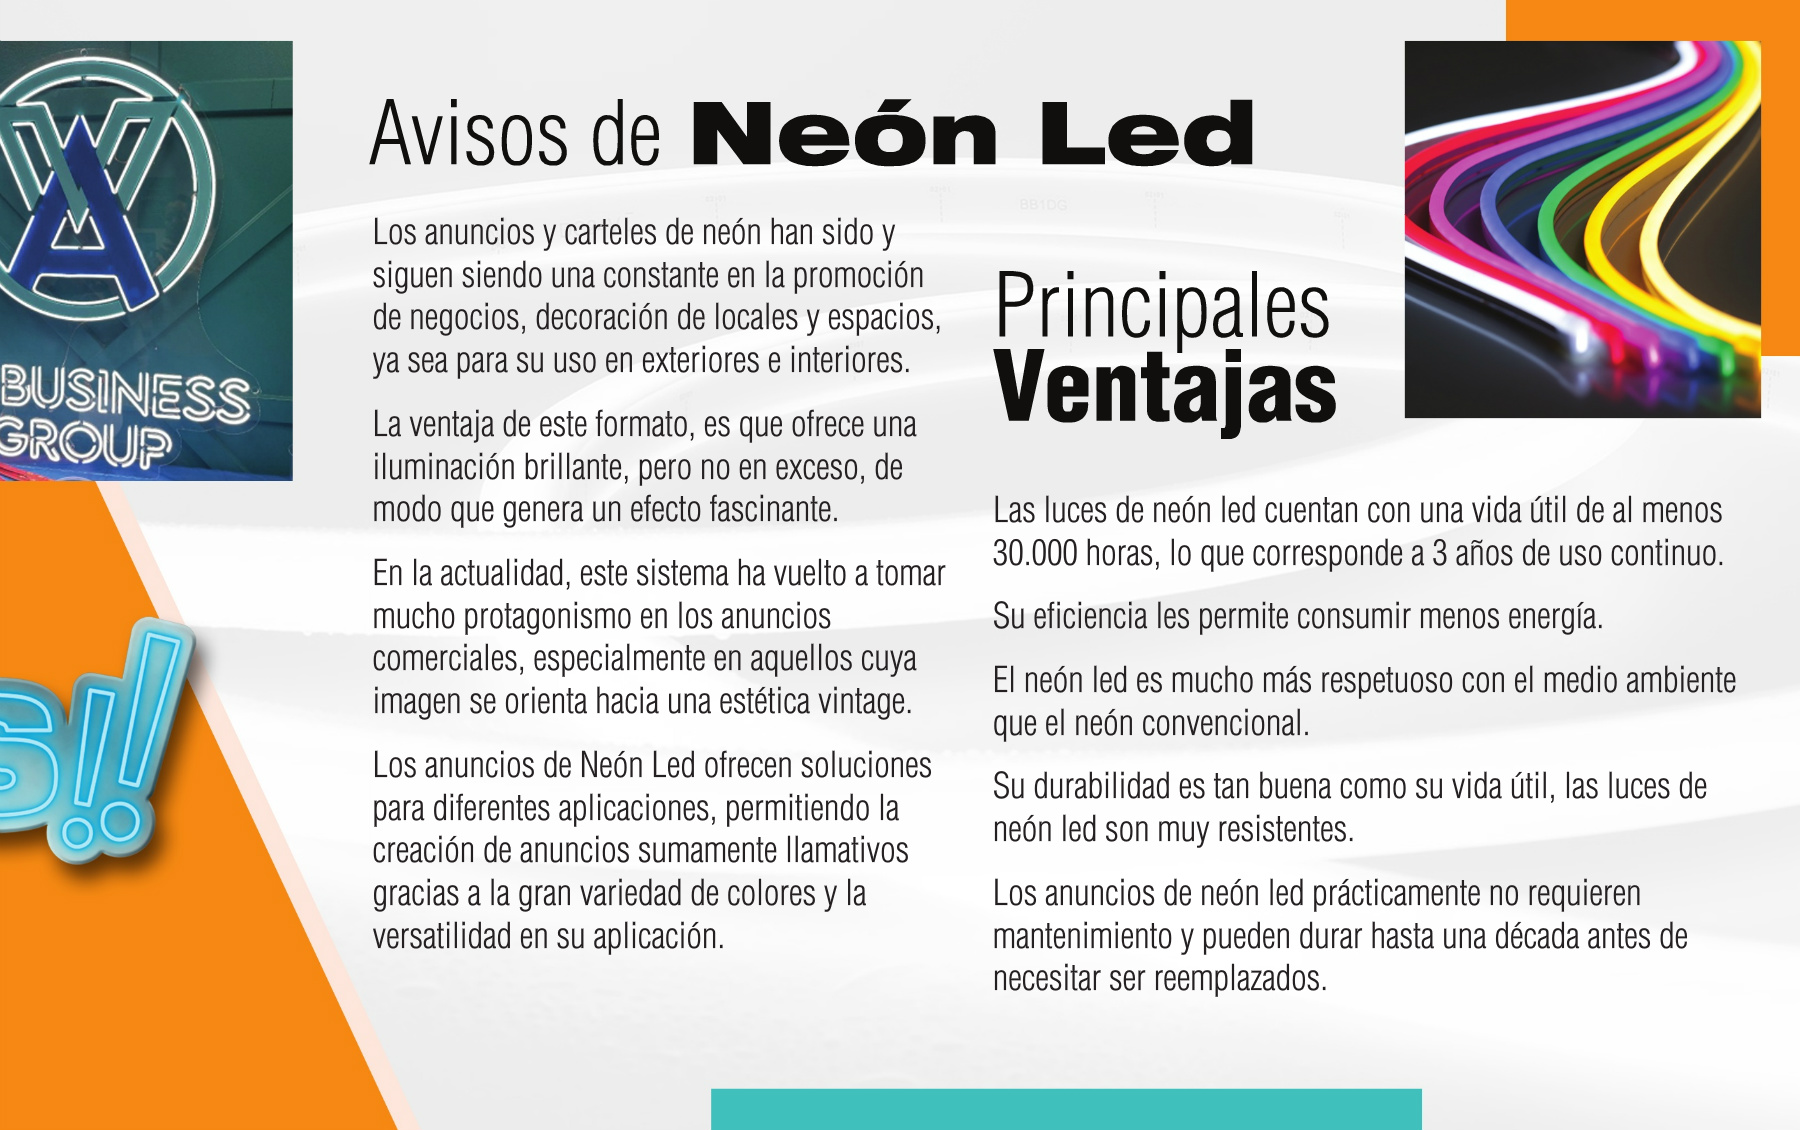 BUSINESS
GROUP
Avisos de Neón Led
Los anuncios y carteles de neón han sido y
siguen siendo una constante en la promoción
de negocios, decoración de locales y espacios,
ya sea para su uso en exteriores e interiores.
La ventaja de este formato, es que ofrece una
iluminación brillante, pero no en exceso, de
modo que genera un efecto fascinante.
En la actualidad, este sistema ha vuelto a tomar
mucho protagonismo en los anuncios
comerciales, especialmente en aquellos cuya
imagen se orienta hacia una estética vintage.
Los anuncios de Neón Led ofrecen soluciones
para diferentes aplicaciones, permitiendo la
creación de anuncios sumamente llamativos
gracias a la gran variedad de colores y la
versatilidad en su aplicación.
S!!
Principales
Ventajas
Las luces de neón led cuentan con una vida útil de al menos
30.000 horas, lo que corresponde a 3 años de uso continuo.
Su eficiencia les permite consumir menos energía.
El neón led es mucho más respetuoso con el medio ambiente
que el neón convencional.
Su durabilidad es tan buena como su vida útil, las luces de
neón led son muy resistentes.
Los anuncios de neón led prácticamente no requieren
mantenimiento y pueden durar hasta una década antes de
necesitar ser reemplazados.